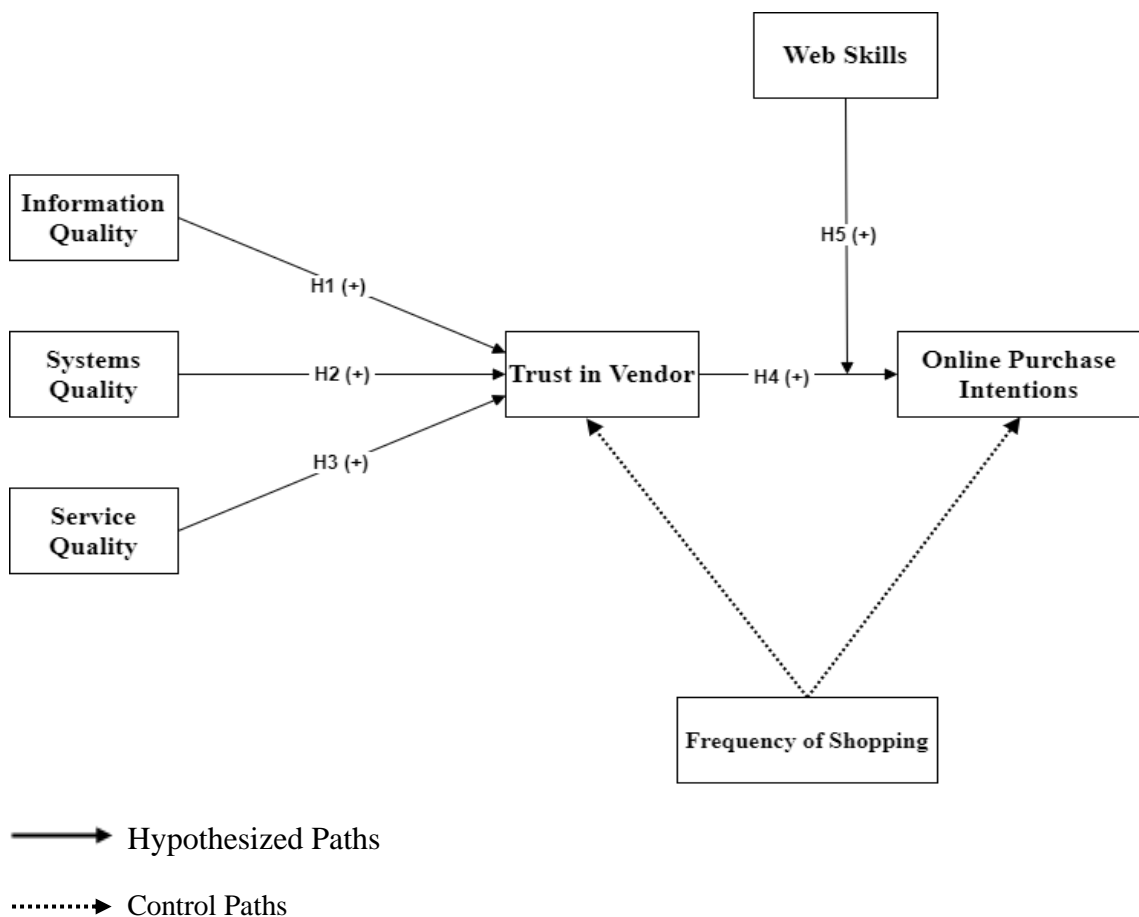 Web Skills
Information
Quality
H5 (+)
H1 (+)
Systems
Quality
H2 (+)
Trust in Vendor
H4 (+)
Online Purchase
Intentions
H3 (+)
Service
Quality
Frequency of Shopping
Hypothesized Paths
Control Paths